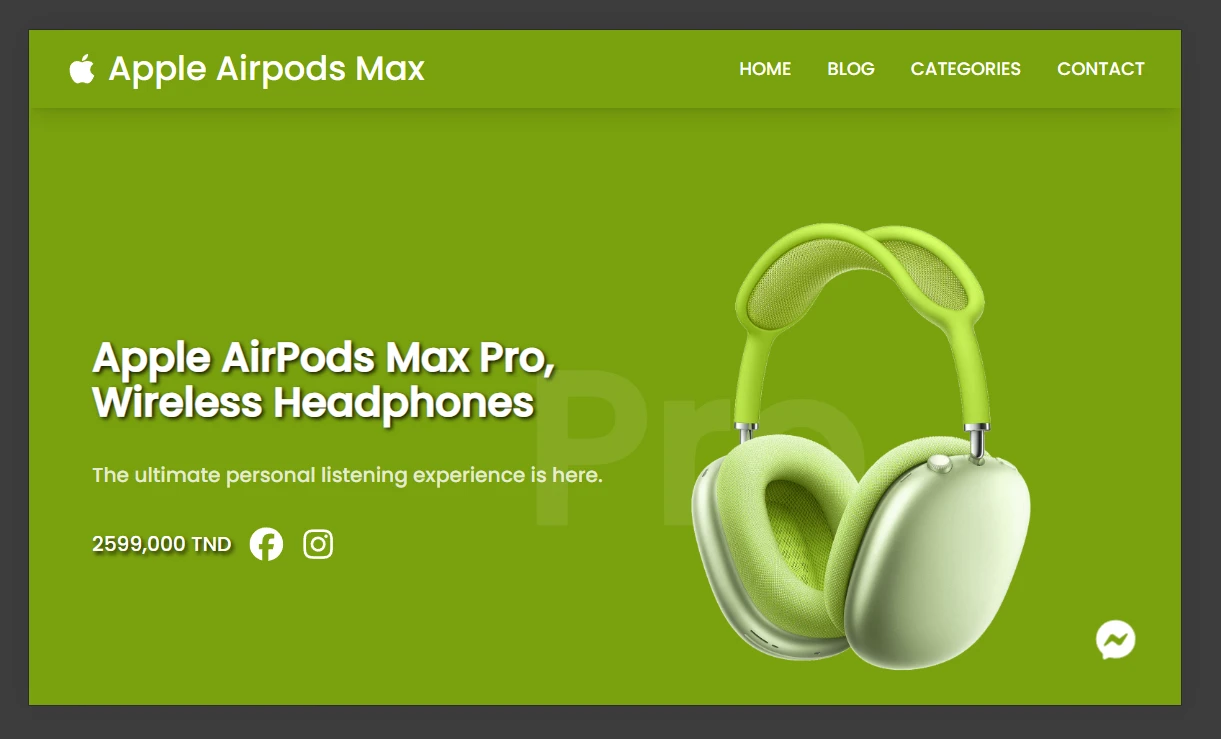 Apple Airpods Max
HOME BLOG CATEGORIES CONTACT
Apple AirPods Max Pro,
Wireless Headphones
Pro
The ultimate personal listening experience is here.
2599,000 TND